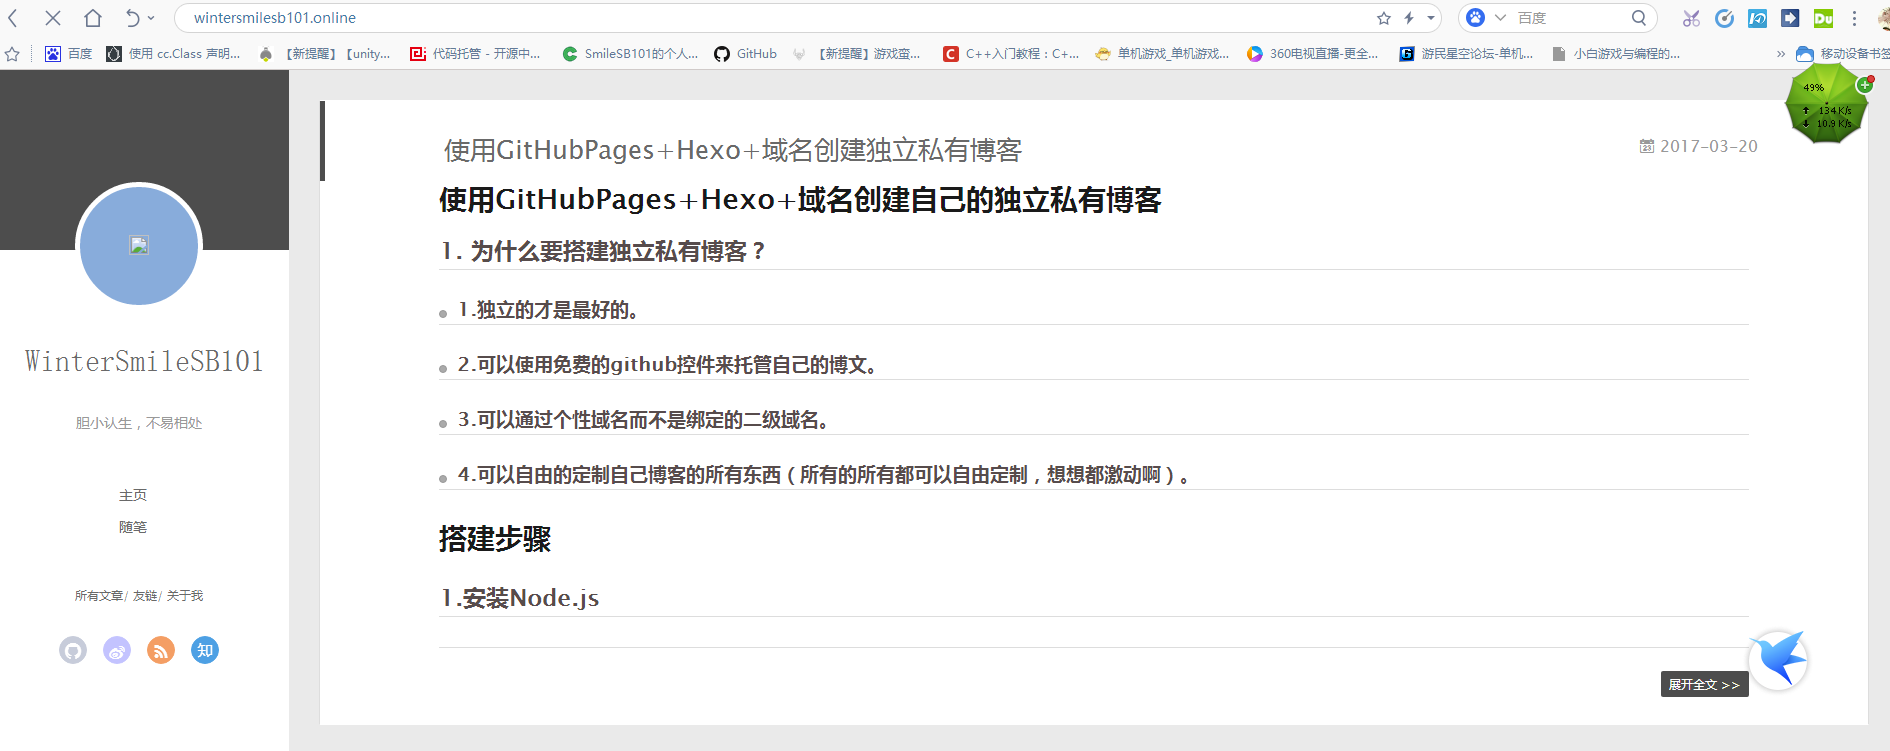 wintersmilesb101.online
百度
百度
使用 cc.Class 声明...
【新提醒】【unity...
代码托管 - 开源中...
SmileSB101的个人...
GitHub
【新提醒】游戏蛮...
C++入门教程：C+...
单机游戏_单机游戏...
360电视直播-更全...
游民星空论坛-单机...
小白游戏与编程的...
»
移动设备书签
49%
134K/s
10.9K/s
使用GitHubPages+Hexo+域名创建独立私有博客
2017-03-20
使用GitHubPages+Hexo+域名创建自己的独立私有博客
1. 为什么要搭建独立私有博客？
1.独立的才是最好的。
2.可以使用免费的github控件来托管自己的博文。
3.可以通过个性域名而不是绑定的二级域名。
4.可以自由的定制自己博客的所有东西（所有的所有都可以自由定制，想想都激动啊）。
搭建步骤
1.安装Node.js
展开全文 >>
WinterSmileSB101
胆小认生，不易相处
主页
随笔
所有文章/ 友链/ 关于我
知